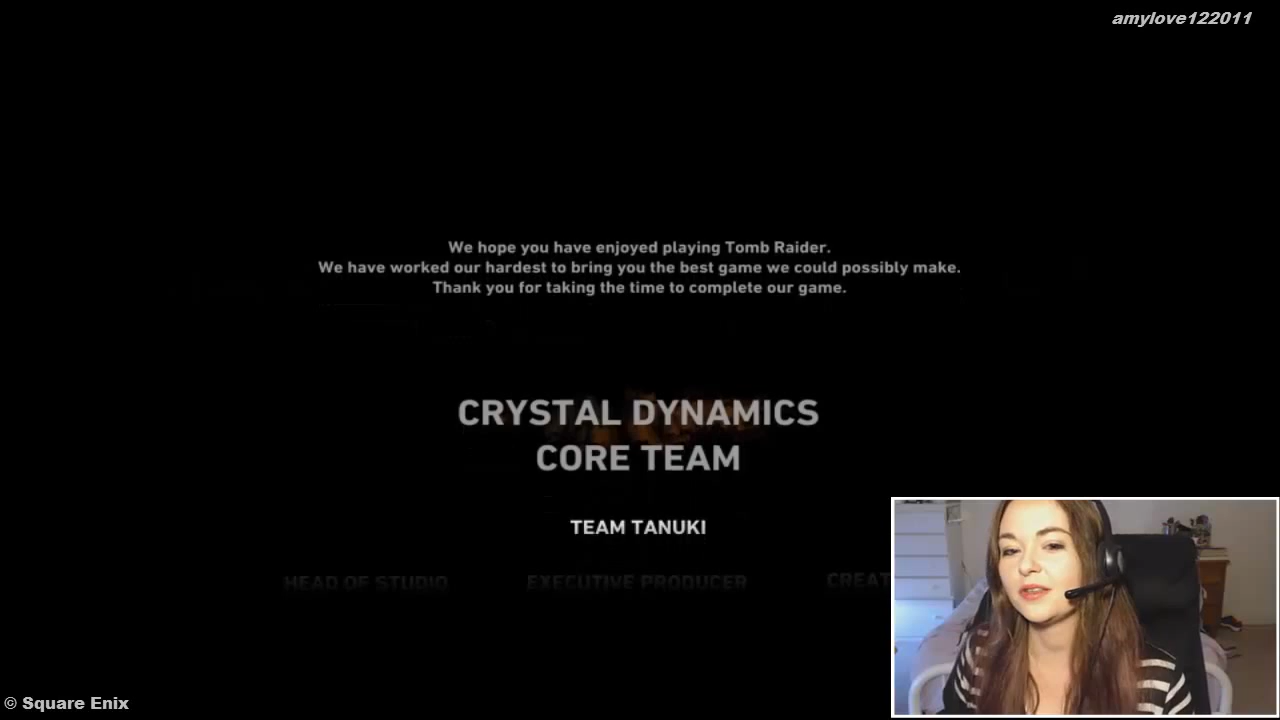 amylove122011
We hope you have enjoyed playing Tomb Raider.
We have worked our hardest to bring you the best game we could possibly make.
Thank you for taking the time to complete our game.
CRYSTAL DYNAMICS
CORE TEAM
TEAM TANUKI
HEAD OF STUDIO EXECUTIVE PRODUCER CREAT
© Square Enix